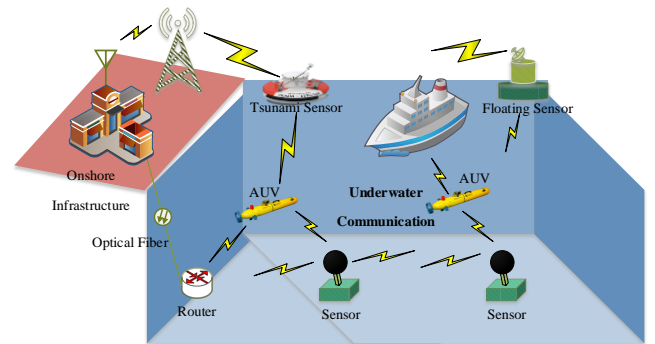 Tsunami Sensor
Floating Sensor
Onshore
Infrastructure
AUV
Underwater
AUV
Communication
Optical Fiber
Router
Sensor
Sensor